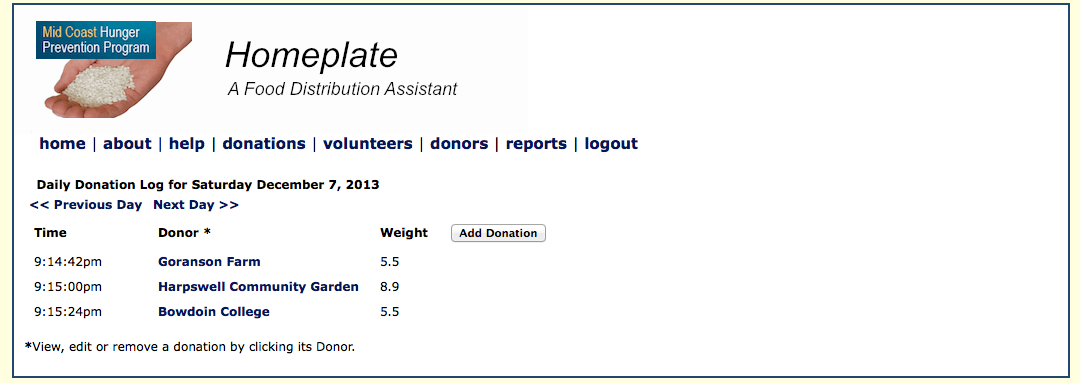 Mid Coast Hunger
Prevention Program
Homeplate
A Food Distribution Assistant
home | about | help | donations | volunteers | donors | reports | logout
Daily Donation Log for Saturday December 7, 2013
<< Previous Day Next Day >>
Time Donor * Weight Add Donation
9:14:42pm Goranson Farm 5.5
9:15:00pm Harpswell Community Garden 8.9
9:15:24pm Bowdoin College 5.5
*View, edit or remove a donation by clicking its Donor.